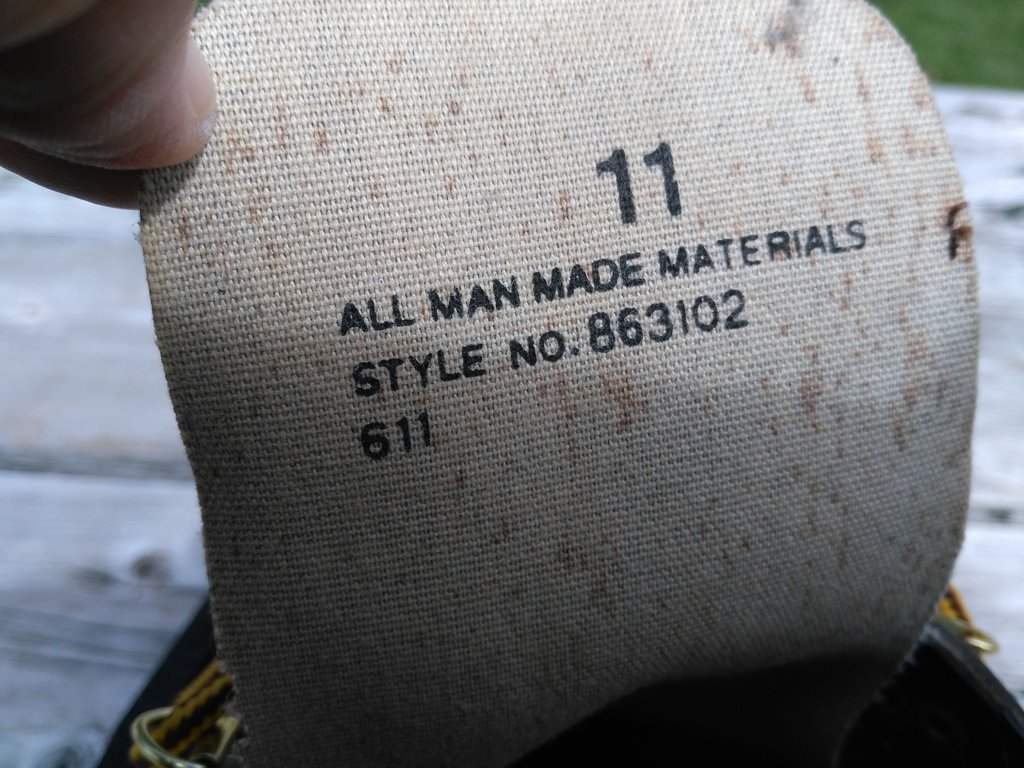 11
ALL MAN MADE MATERIALS
STYLE NO. 863102
611